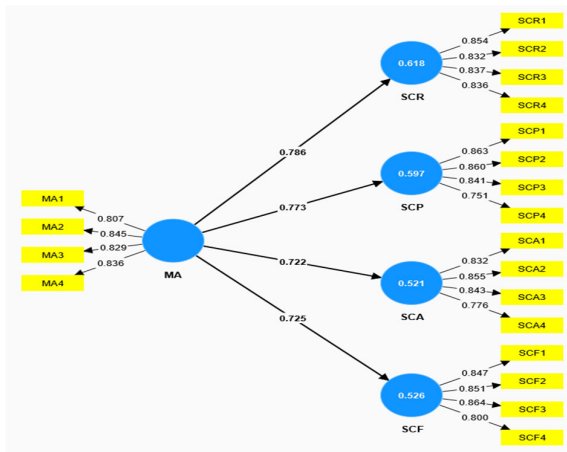 MA1
MA2
MA3
MA4
0.807
0.845
0.829
0.836
MA
0.786
0.773
0.722
0.725
0.618
SCR
0.854
0.832
0.837
0.836
SCR1
SCR2
SCR3
SCR4
0.597
SCP
0.863
0.860
0.841
0.751
SCP1
SCP2
SCP3
SCP4
0.521
SCA
0.832
0.855
0.843
0.776
SCA1
SCA2
SCA3
SCA4
0.526
SCF
0.847
0.851
0.864
0.800
SCF1
SCF2
SCF3
SCF4